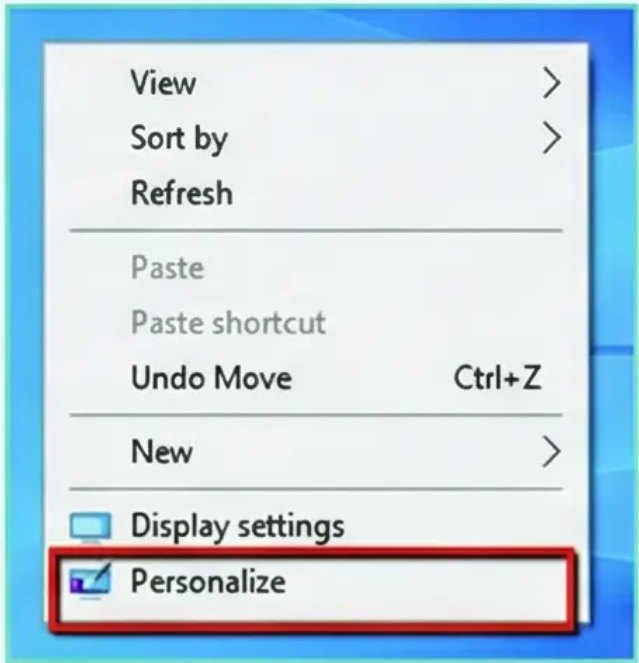 View
Sort by
Refresh
Paste
Paste shortcut
Undo Move Ctrl+Z
New
Display settings
Personalize